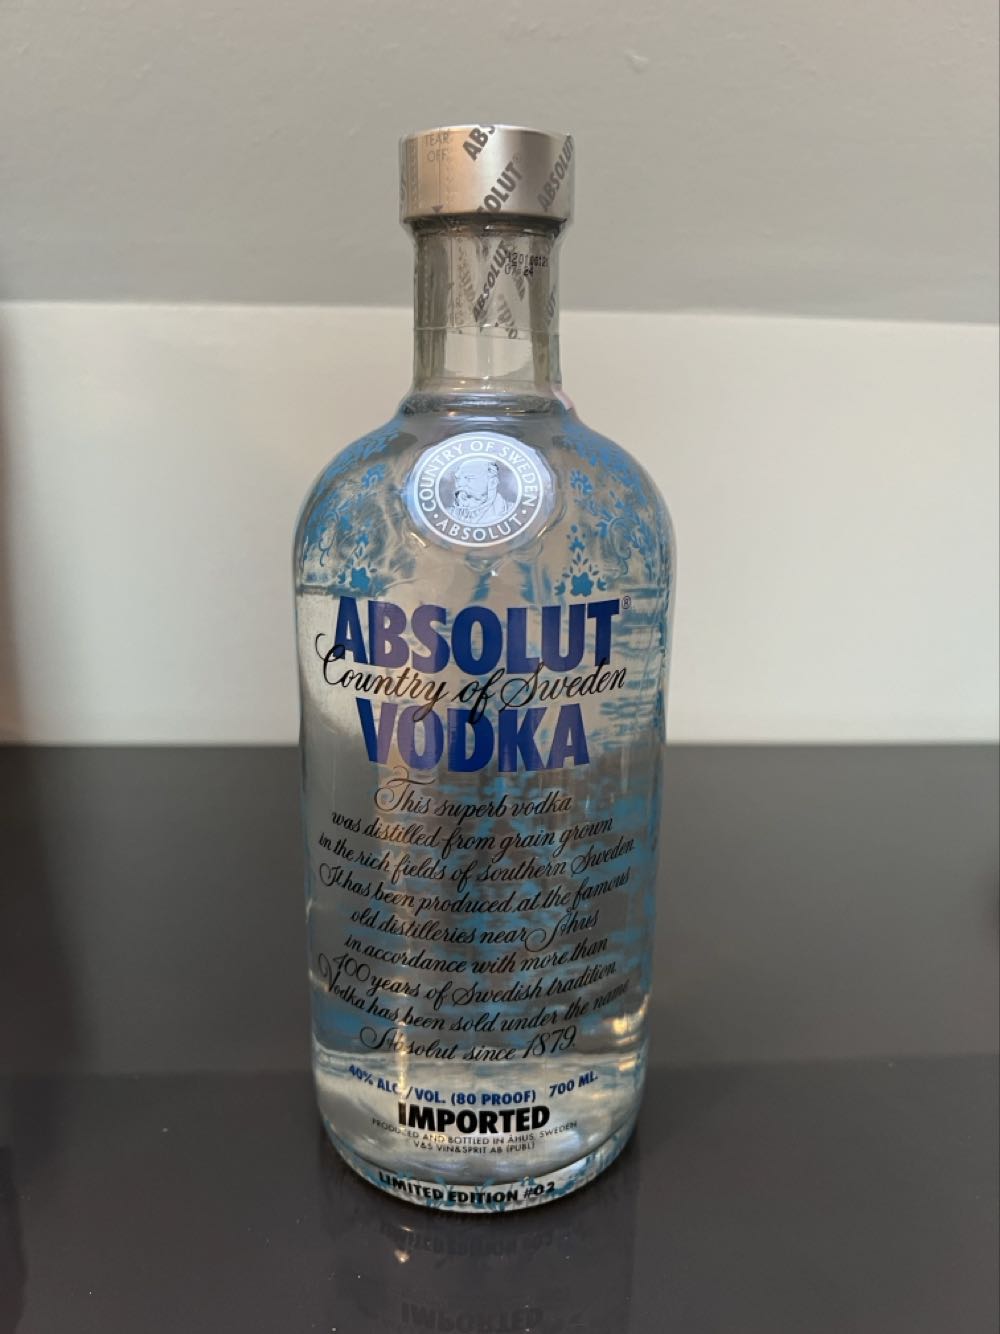 TEAR OFF
ABS
ABSOLUT
ABSOLUT
ABSOLUT
COUNTRY OF SWEDEN
· ABSOLUT ·
ABSOLUT®
Country of Sweden
VODKA
This superb vodka
was distilled from grain grown
in the rich fields of southern Sweden.
It has been produced at the famous
old distilleries near Åhus
in accordance with more than
400 years of Swedish tradition.
Vodka has been sold under the name
Absolut since 1879.
40% ALC./VOL. (80 PROOF) 700 ML.
IMPORTED
PRODUCED AND BOTTLED IN ÅHUS, SWEDEN
V&S VIN&SPRIT AB (PUBL)
LIMITED EDITION #02